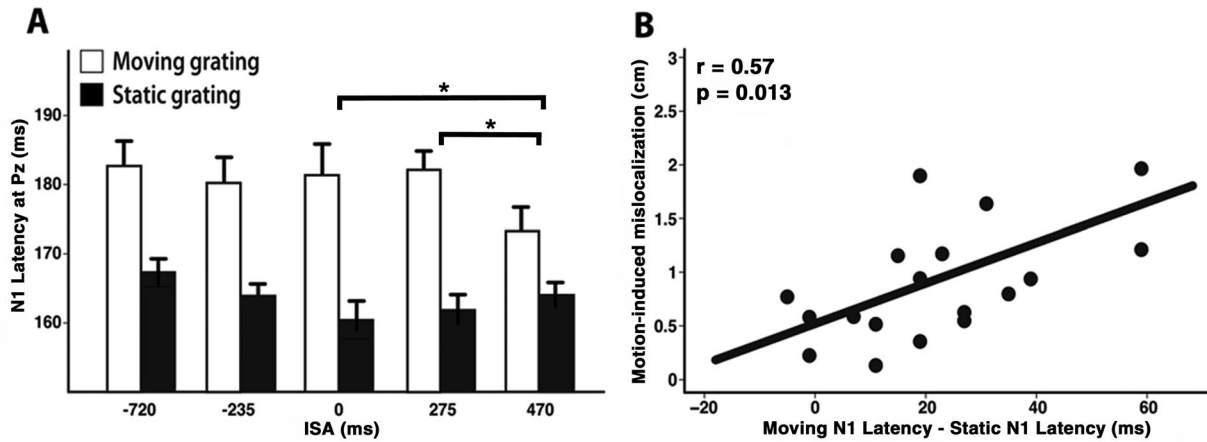 A
Moving grating
Static grating
*
*
N1 Latency at Pz (ms)
190
180
170
160
-720
-235
0
275
470
ISA (ms)
B
r = 0.57
p = 0.013
Motion-induced mislocalization (cm)
3
2.5
2
1.5
1
0.5
0
−20
0
20
40
60
Moving N1 Latency - Static N1 Latency (ms)